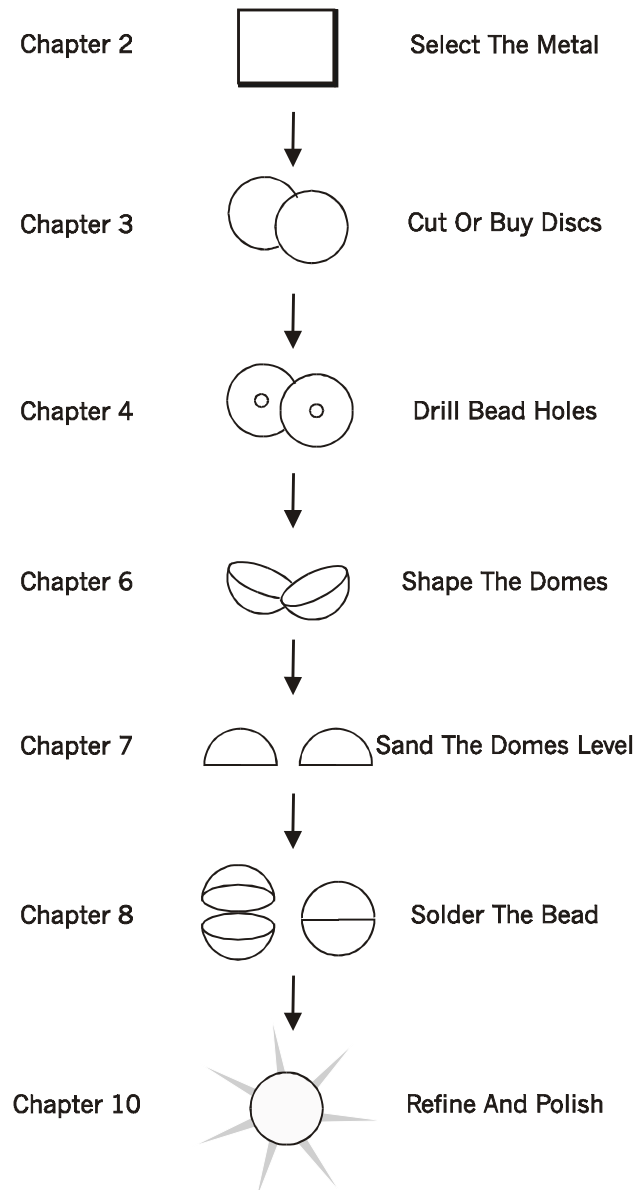 Chapter 2 Select The Metal
Chapter 3 Cut Or Buy Discs
Chapter 4 Drill Bead Holes
Chapter 6 Shape The Domes
Chapter 7 Sand The Domes Level
Chapter 8 Solder The Bead
Chapter 10 Refine And Polish